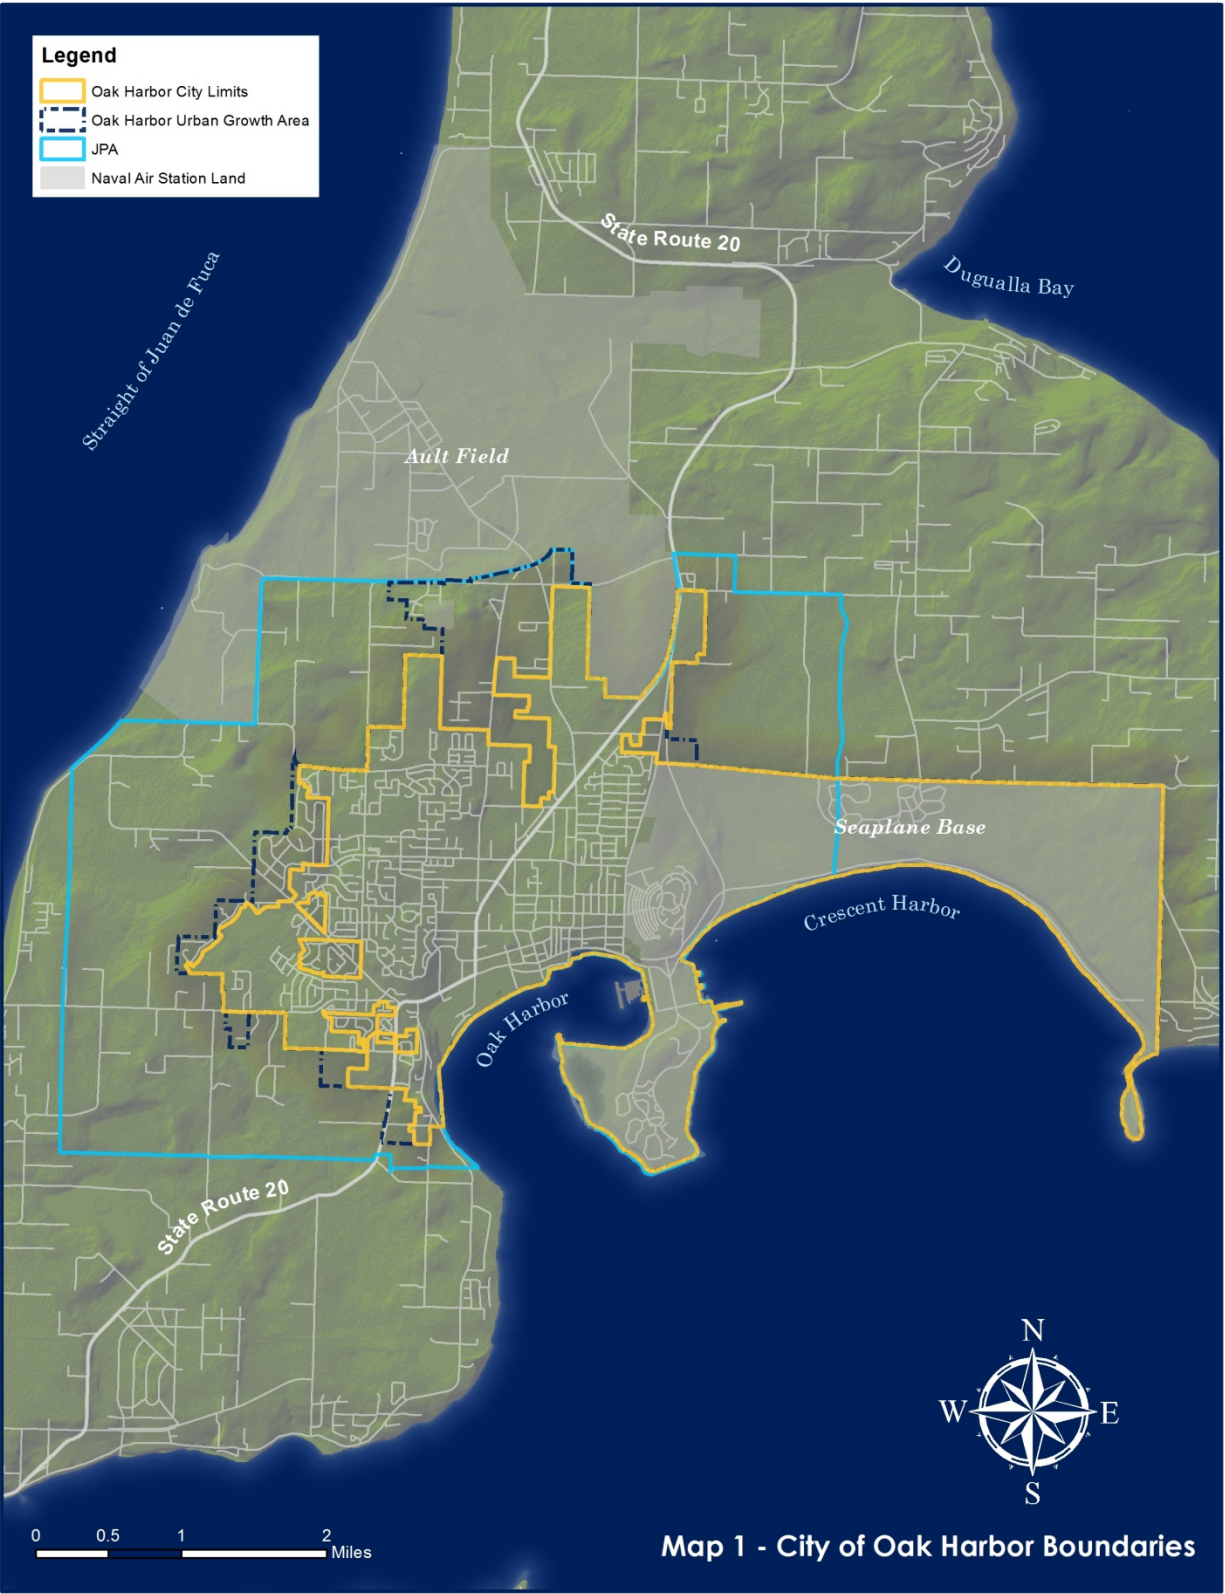 Legend
Oak Harbor City Limits
Oak Harbor Urban Growth Area
JPA
Naval Air Station Land
State Route 20
Dugualla Bay
Straight of Juan de Fuca
Ault Field
Seaplane Base
Crescent Harbor
Oak Harbor
State Route 20
N
W
E
S
0 0.5 1 2
Miles
Map 1 - City of Oak Harbor Boundaries